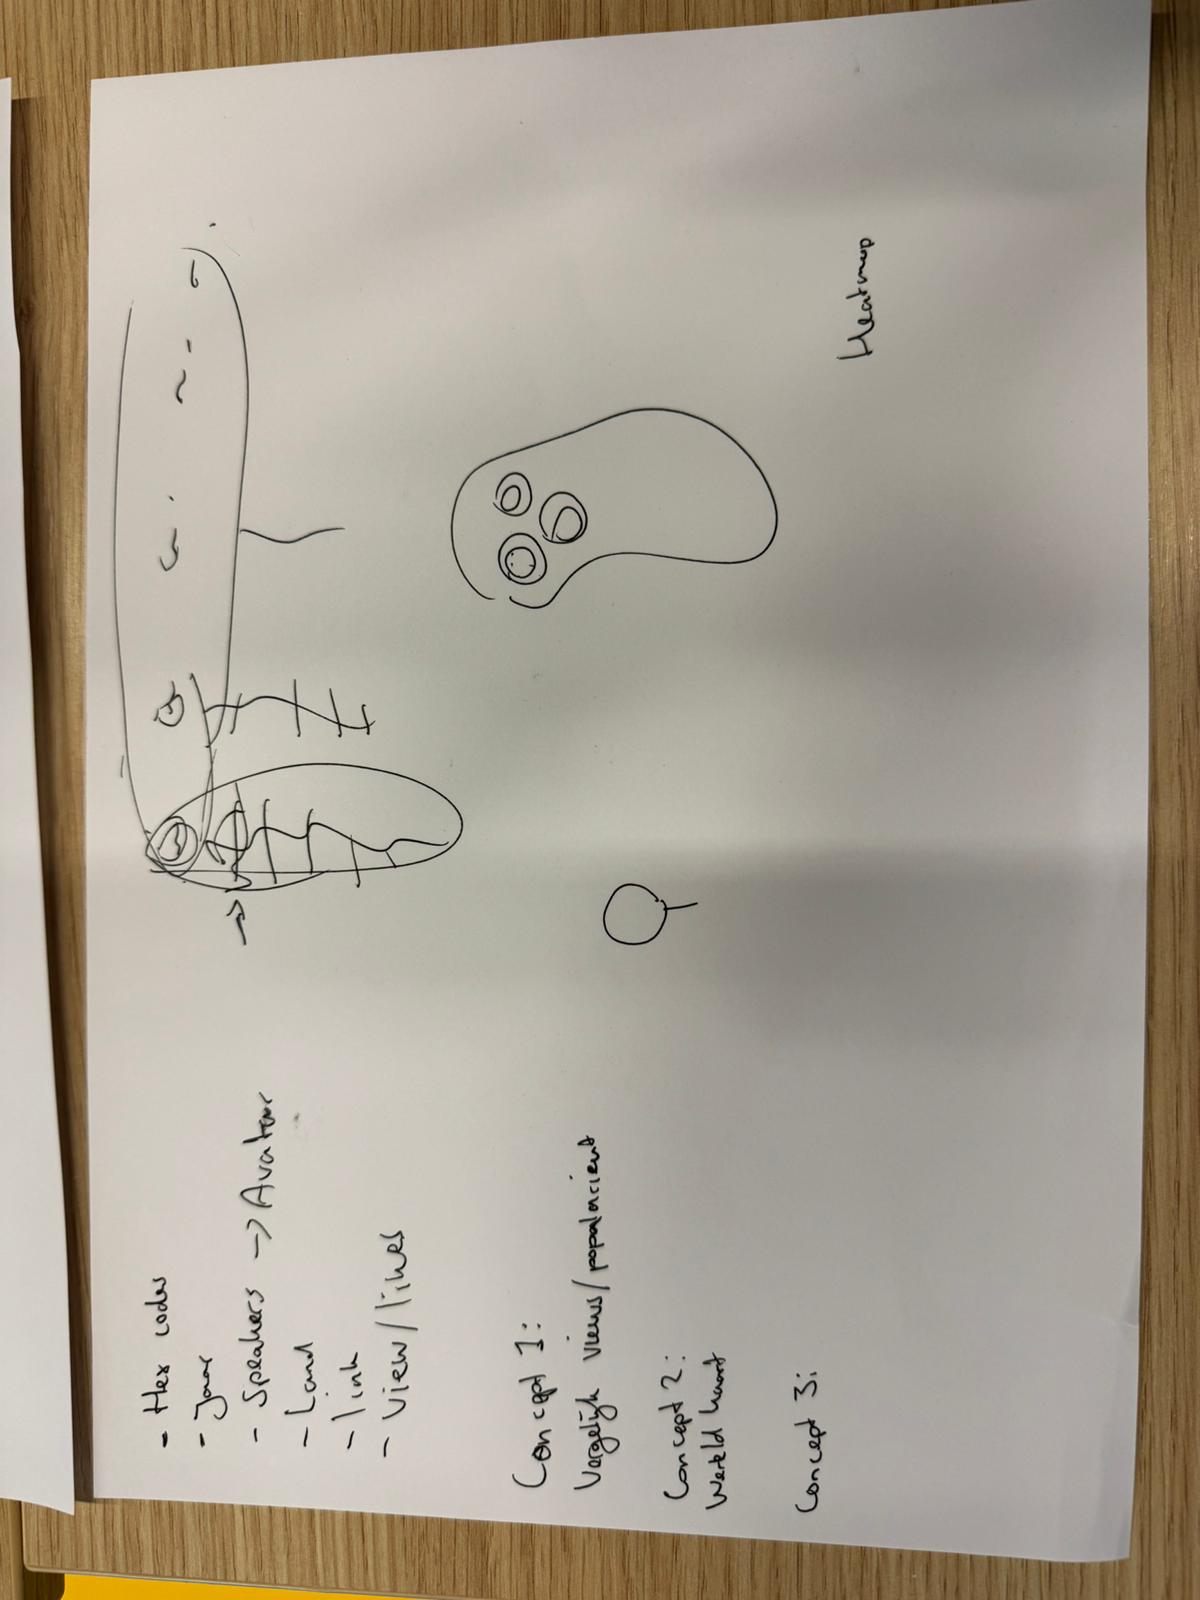 - Hex codes
- Jaar
- Speakers -> Avatar
- Land
- link
- view/likes
Concept 1:
Vergelijk views/populacient
Concept 2:
Wereld kaart
Concept 3:
Heatmap